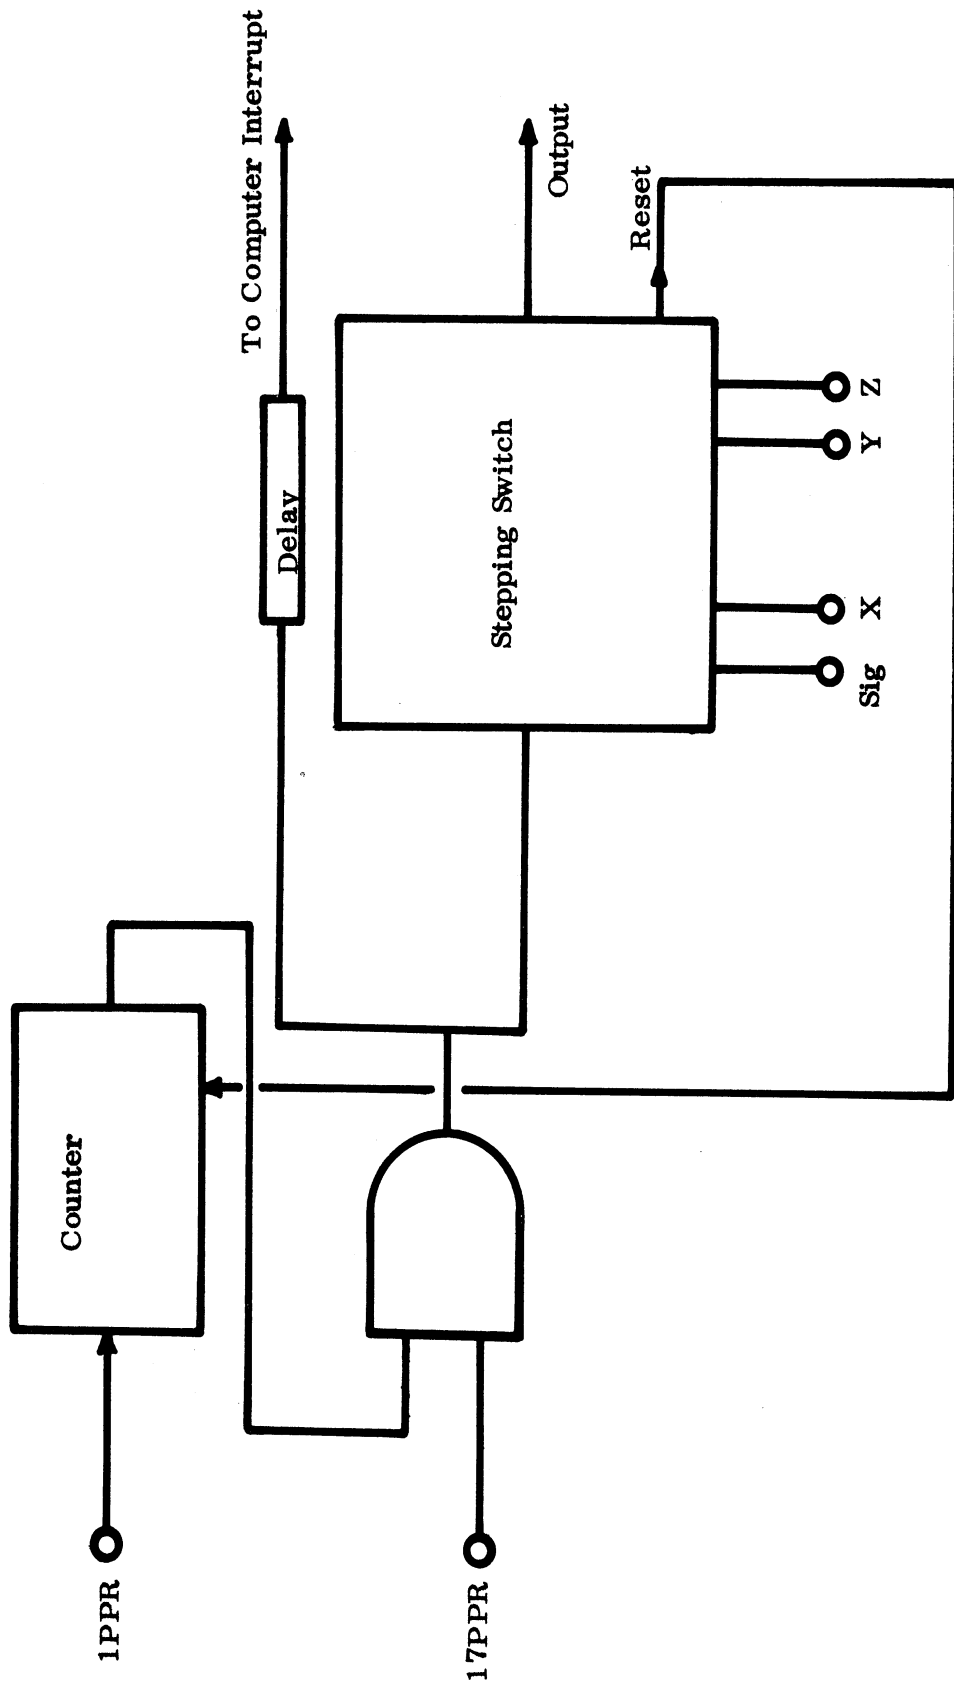 1PPR
Counter
To Computer Interrupt
Delay
17PPR
Stepping Switch
Output
Reset
Sig
X
Y
Z